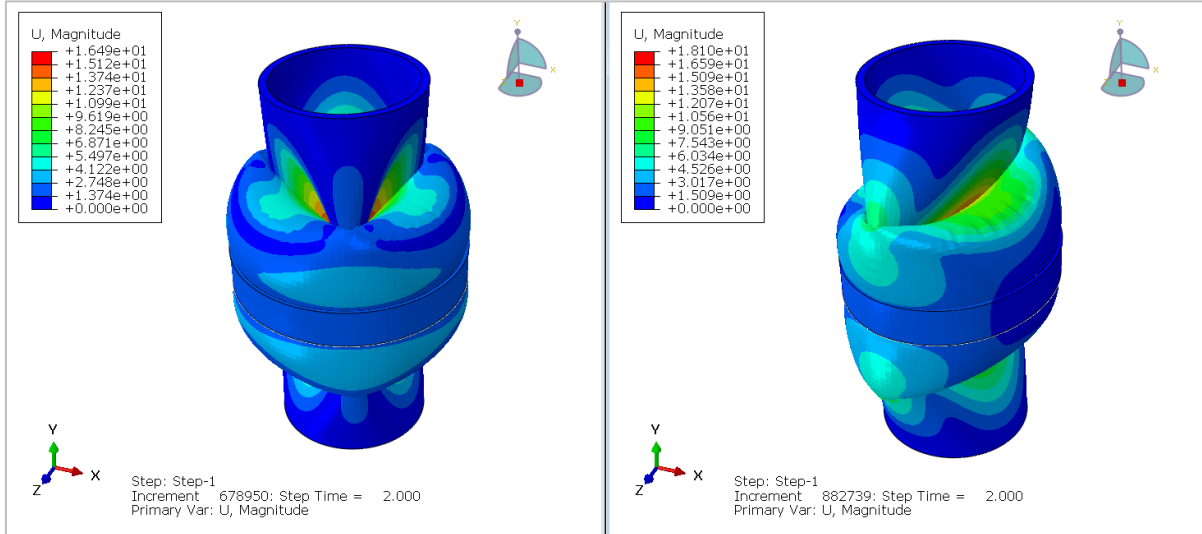 U, Magnitude
+1.649e+01
+1.512e+01
+1.374e+01
+1.237e+01
+1.099e+01
+9.619e+00
+8.245e+00
+6.871e+00
+5.497e+00
+4.122e+00
+2.748e+00
+1.374e+00
+0.000e+00
Y
X
Y
X
Z
Step: Step-1
Increment 678950: Step Time = 2.000
Primary Var: U, Magnitude
U, Magnitude
+1.810e+01
+1.659e+01
+1.509e+01
+1.358e+01
+1.207e+01
+1.056e+01
+9.051e+00
+7.543e+00
+6.034e+00
+4.526e+00
+3.017e+00
+1.509e+00
+0.000e+00
Y
X
Y
X
Z
Step: Step-1
Increment 882739: Step Time = 2.000
Primary Var: U, Magnitude